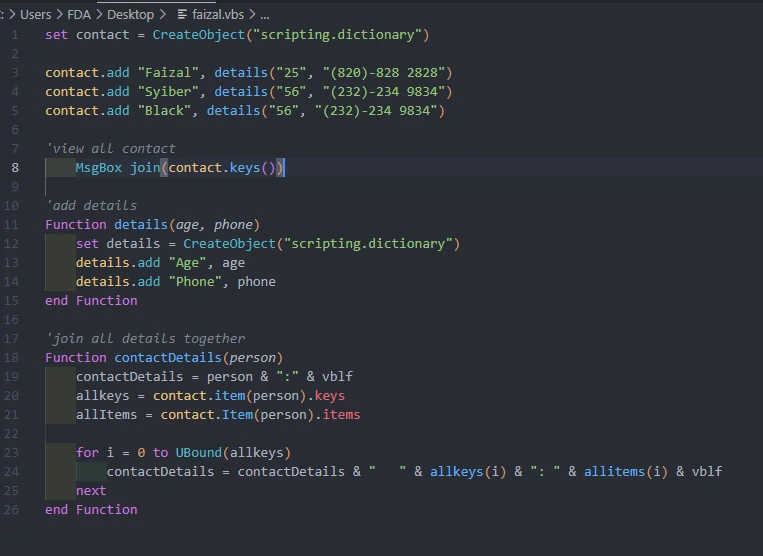 : > Users > FDA > Desktop > faizal.vbs > ...
1 set contact = CreateObject("scripting.dictionary")
2
3 contact.add "Faizal", details("25", "(820)-828 2828")
4 contact.add "Syiber", details("56", "(232)-234 9834")
5 contact.add "Black", details("56", "(232)-234 9834")
6
7 'view all contact
8     MsgBox join(contact.keys())
9
10 'add details
11 Function details(age, phone)
12     set details = CreateObject("scripting.dictionary")
13     details.add "Age", age
14     details.add "Phone", phone
15 end Function
16
17 'join all details together
18 Function contactDetails(person)
19     contactDetails = person & ":" & vblf
20     allkeys = contact.item(person).keys
21     allItems = contact.Item(person).items
22
23     for i = 0 to UBound(allkeys)
24         contactDetails = contactDetails & "   " & allkeys(i) & ": " & allitems(i) & vblf
25     next
26 end Function